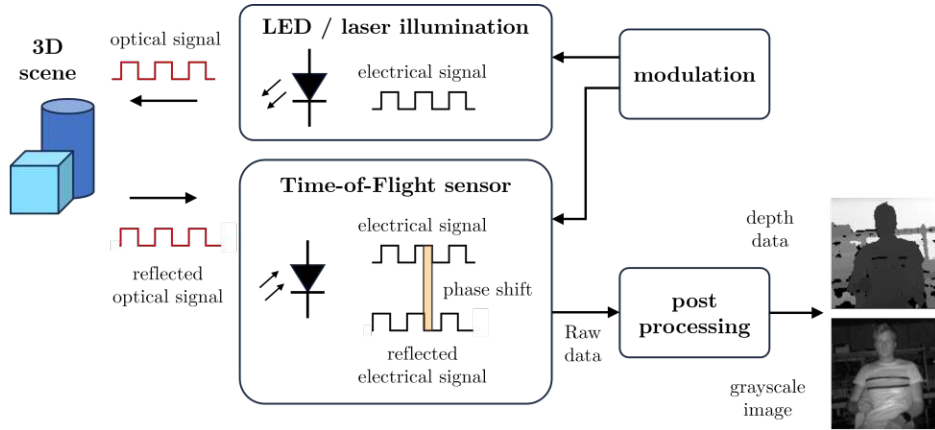 3D
scene
optical signal
LED / laser illumination
electrical signal
modulation
Time-of-Flight sensor
electrical signal
phase shift
reflected
electrical signal
reflected
optical signal
Raw
data
post
processing
depth
data
grayscale
image